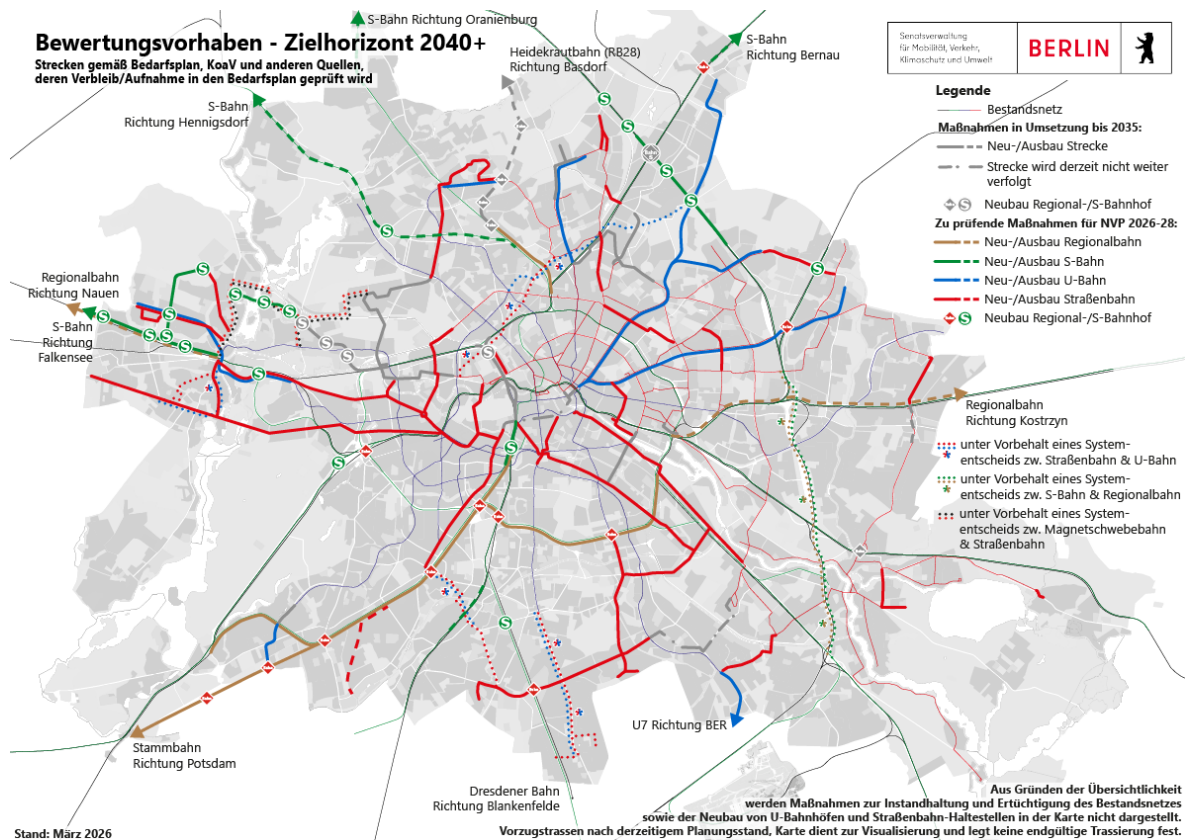 Bewertungsvorhaben - Zielhorizont 2040+
Strecken gemäß Bedarfsplan, KoaV und anderen Quellen,
deren Verbleib/Aufnahme in den Bedarfsplan geprüft wird
S-Bahn Richtung Oranienburg
Heidekrautbahn (RB28)
Richtung Basdorf
S-Bahn
Richtung Bernau
S-Bahn
Richtung Hennigsdorf
Senatsverwaltung
für Mobilität, Verkehr,
Klimaschutz und Umwelt
BERLIN
Legende
Bestandsnetz
Maßnahmen in Umsetzung bis 2035:
Neu-/Ausbau Strecke
Strecke wird derzeit nicht weiter
verfolgt
Neubau Regional-/S-Bahnhof
Zu prüfende Maßnahmen für NVP 2026-28:
Neu-/Ausbau Regionalbahn
Neu-/Ausbau S-Bahn
Neu-/Ausbau U-Bahn
Neu-/Ausbau Straßenbahn
Neubau Regional-/S-Bahnhof
Regionalbahn
Richtung Nauen
S-Bahn
Richtung
Falkensee
Regionalbahn
Richtung Kostrzyn
unter Vorbehalt eines System-
entscheids zw. Straßenbahn & U-Bahn
unter Vorbehalt eines System-
entscheids zw. S-Bahn & Regionalbahn
unter Vorbehalt eines System-
entscheids zw. Magnetschwebebahn
& Straßenbahn
U7 Richtung BER
Stammbahn
Richtung Potsdam
Dresdener Bahn
Richtung Blankenfelde
Aus Gründen der Übersichtlichkeit
werden Maßnahmen zur Instandhaltung und Ertüchtigung des Bestandsnetzes
sowie der Neubau von U-Bahnhöfen und Straßenbahn-Haltestellen in der Karte nicht dargestellt.
Vorzugstrassen nach derzeitigem Planungsstand, Karte dient zur Visualisierung und legt keine endgültige Trassierung fest.
Stand: März 2026